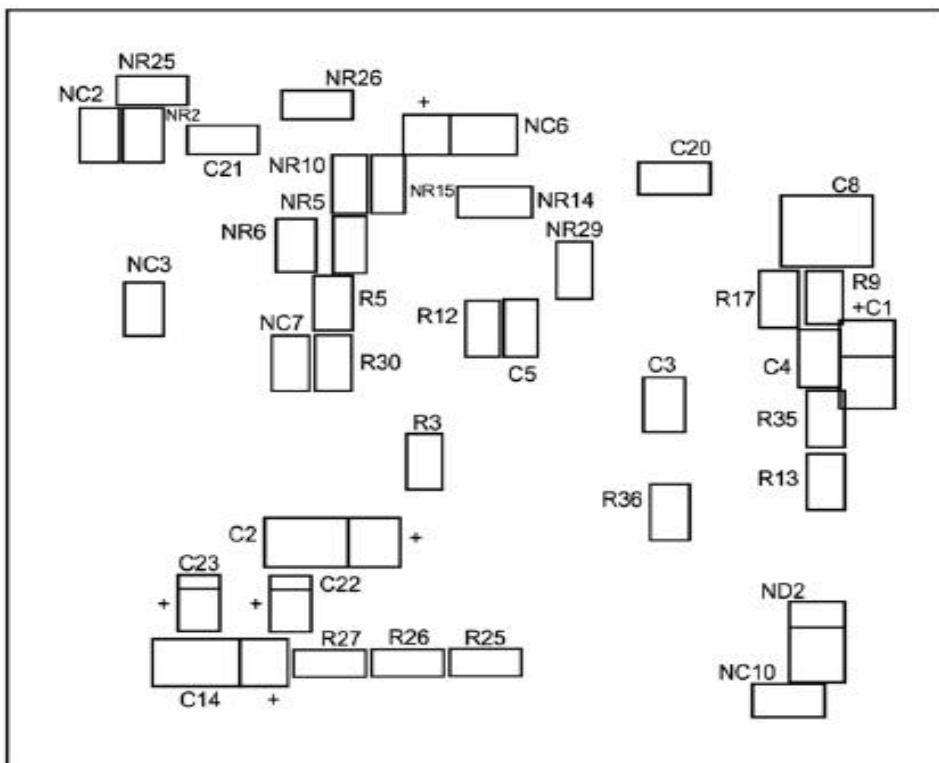 NR25
NR26
NC2
NR2
+
NC6
C21
C20
NR10
NR15
C8
NR5
NR14
NR6
NR29
NC3
R5
R17
R9
+C1
NC7
R12
R30
C5
C3
C4
R35
R3
R13
R36
C2
+
C23
C22
ND2
+
+
R27
R26
R25
NC10
C14
+